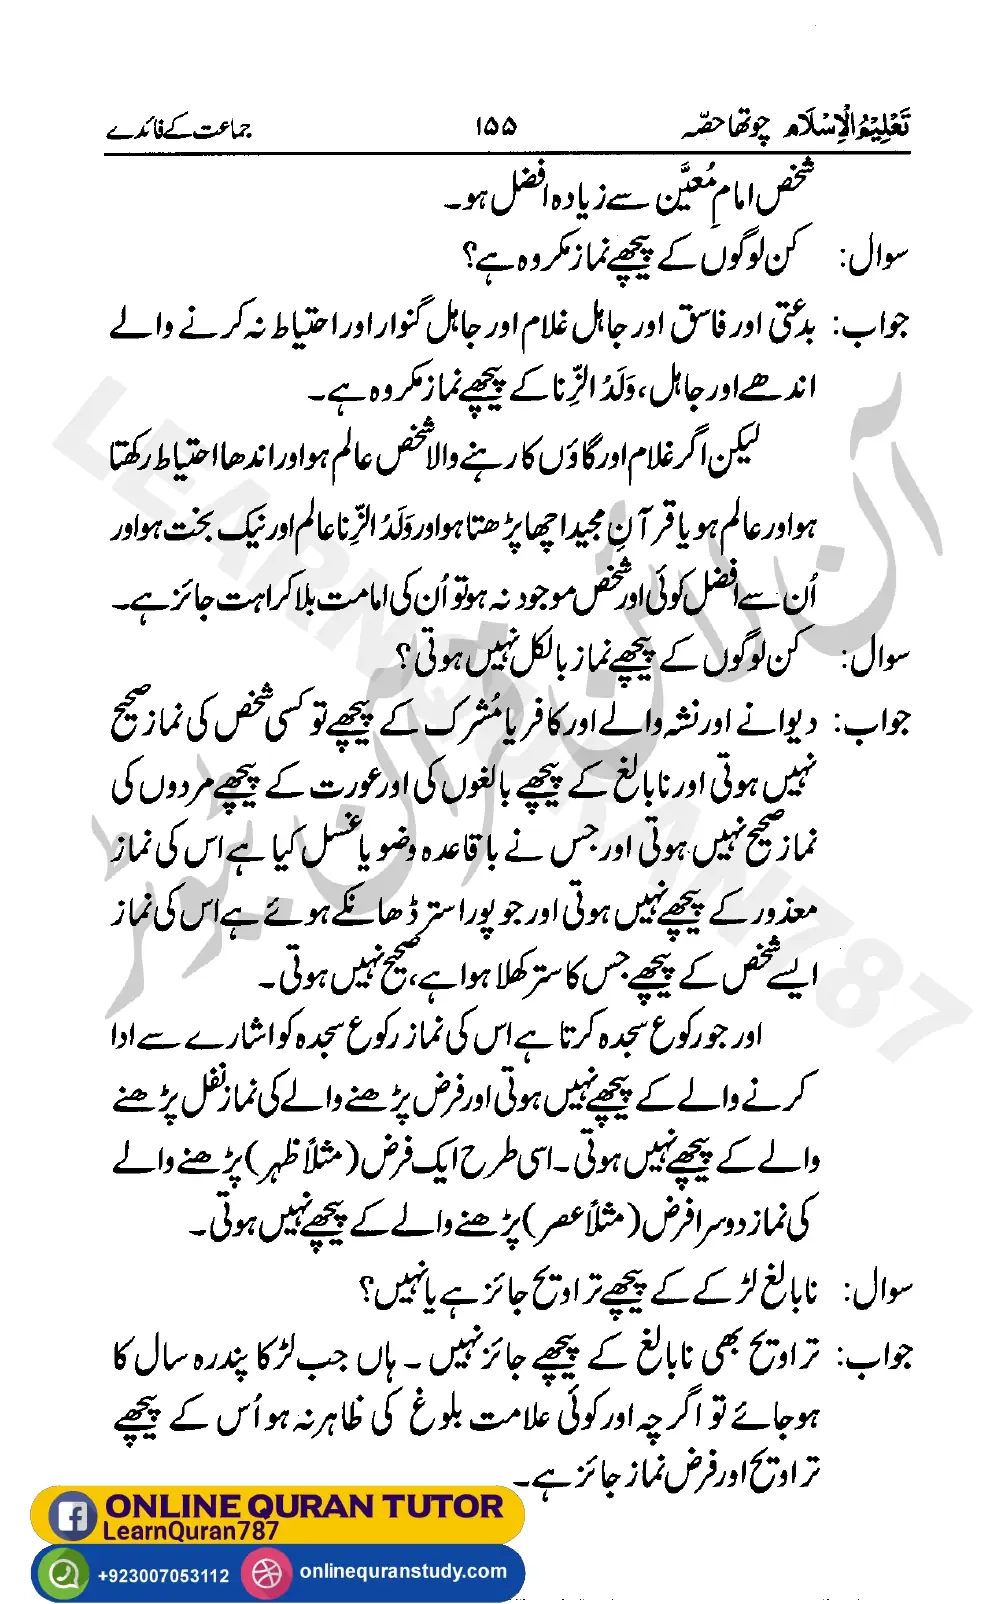 تَعْلِیْمُ الْاِسْلَام چوتھا حصّہ ۱۵۵ جماعت کے فائدے
شخص امامِ مُعیَّن سے زیادہ افضل ہو۔
سوال: کن لوگوں کے پیچھے نماز مکروہ ہے؟
جواب: بدعتی اور فاسق اور جاہل غلام اور جاہل گنوار اور احتیاط نہ کرنے والے
اندھے اور جاہل، وَلَدُ الزِّنا کے پیچھے نماز مکروہ ہے۔
لیکن اگر غلام اور گاؤں کا رہنے والا شخص عالم ہو اور اندھا احتیاط رکھتا
ہو اور عالم ہو یا قرآنِ مجید اچھا پڑھتا ہو اور وَلَدُ الزِّنا عالم اور نیک بخت ہو اور
اُن سے افضل کوئی اور شخص موجود نہ ہو تو اُن کی امامت بلا کراہت جائز ہے۔
سوال: کن لوگوں کے پیچھے نماز بالکل نہیں ہوتی؟
جواب: دیوانے اور نشہ والے اور کافر یا مُشرک کے پیچھے تو کسی شخص کی نماز صحیح
نہیں ہوتی اور نابالغ کے پیچھے بالغوں کی اور عورت کے پیچھے مردوں کی
نماز صحیح نہیں ہوتی اور جس نے باقاعدہ وضو یا غسل کیا ہے اس کی نماز
معذور کے پیچھے نہیں ہوتی اور جو پورا ستر ڈھانکے ہوئے ہے اس کی نماز
ایسے شخص کے پیچھے جس کا ستر کھلا ہوا ہے، صحیح نہیں ہوتی۔
اور جو رکوع سجدہ کرتا ہے اس کی نماز رکوع سجدہ کو اشارے سے ادا
کرنے والے کے پیچھے نہیں ہوتی اور فرض پڑھنے والے کی نماز نفل پڑھنے
والے کے پیچھے نہیں ہوتی۔ اسی طرح ایک فرض (مثلاً ظہر) پڑھنے والے
کی نماز دوسرا فرض (مثلاً عصر) پڑھنے والے کے پیچھے نہیں ہوتی۔
سوال: نابالغ لڑکے کے پیچھے تراویح جائز ہے یا نہیں؟
جواب: تراویح بھی نابالغ کے پیچھے جائز نہیں۔ ہاں جب لڑکا پندرہ سال کا
ہوجائے تو اگرچہ اور کوئی علامت بلوغ کی ظاہر نہ ہو اُس کے پیچھے
تراویح اور فرض نماز جائز ہے۔
LEARNQURAN787
آن لائن قرآن ٹیوٹر
ONLINE QURAN TUTOR
LearnQuran787
+923007053112 onlinequranstudy.com